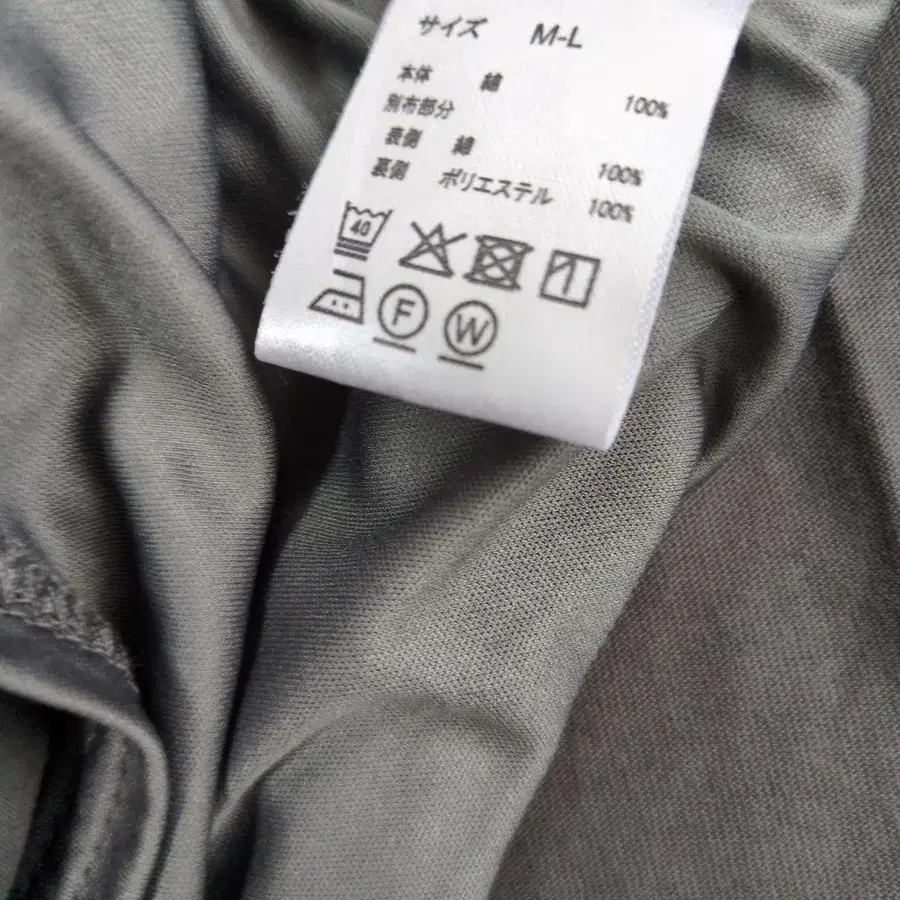 サイズ M-L
本体 綿 100%
別布部分
表側 綿 100%
裏側 ポリエステル 100%
40
F W